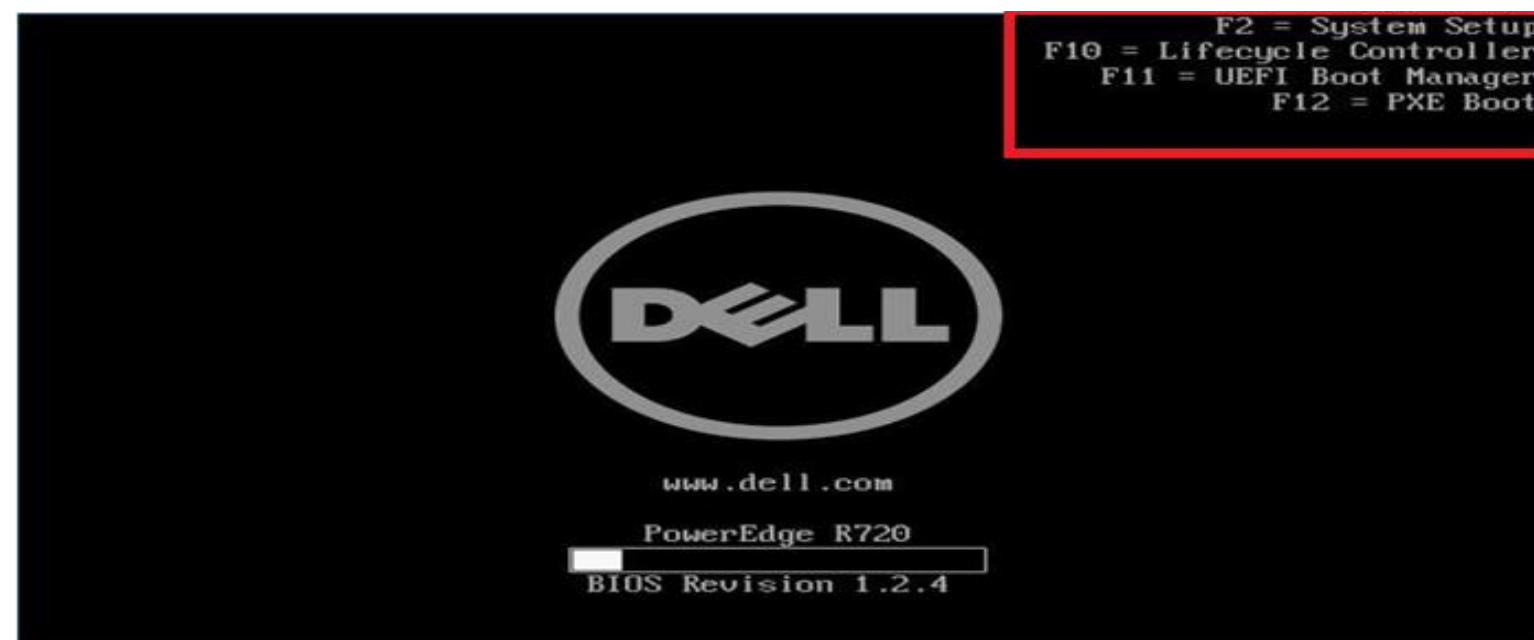 F2 = System Setup
F10 = Lifecycle Controller
F11 = UEFI Boot Manager
F12 = PXE Boot
DELL
www.dell.com
PowerEdge R720
BIOS Revision 1.2.4